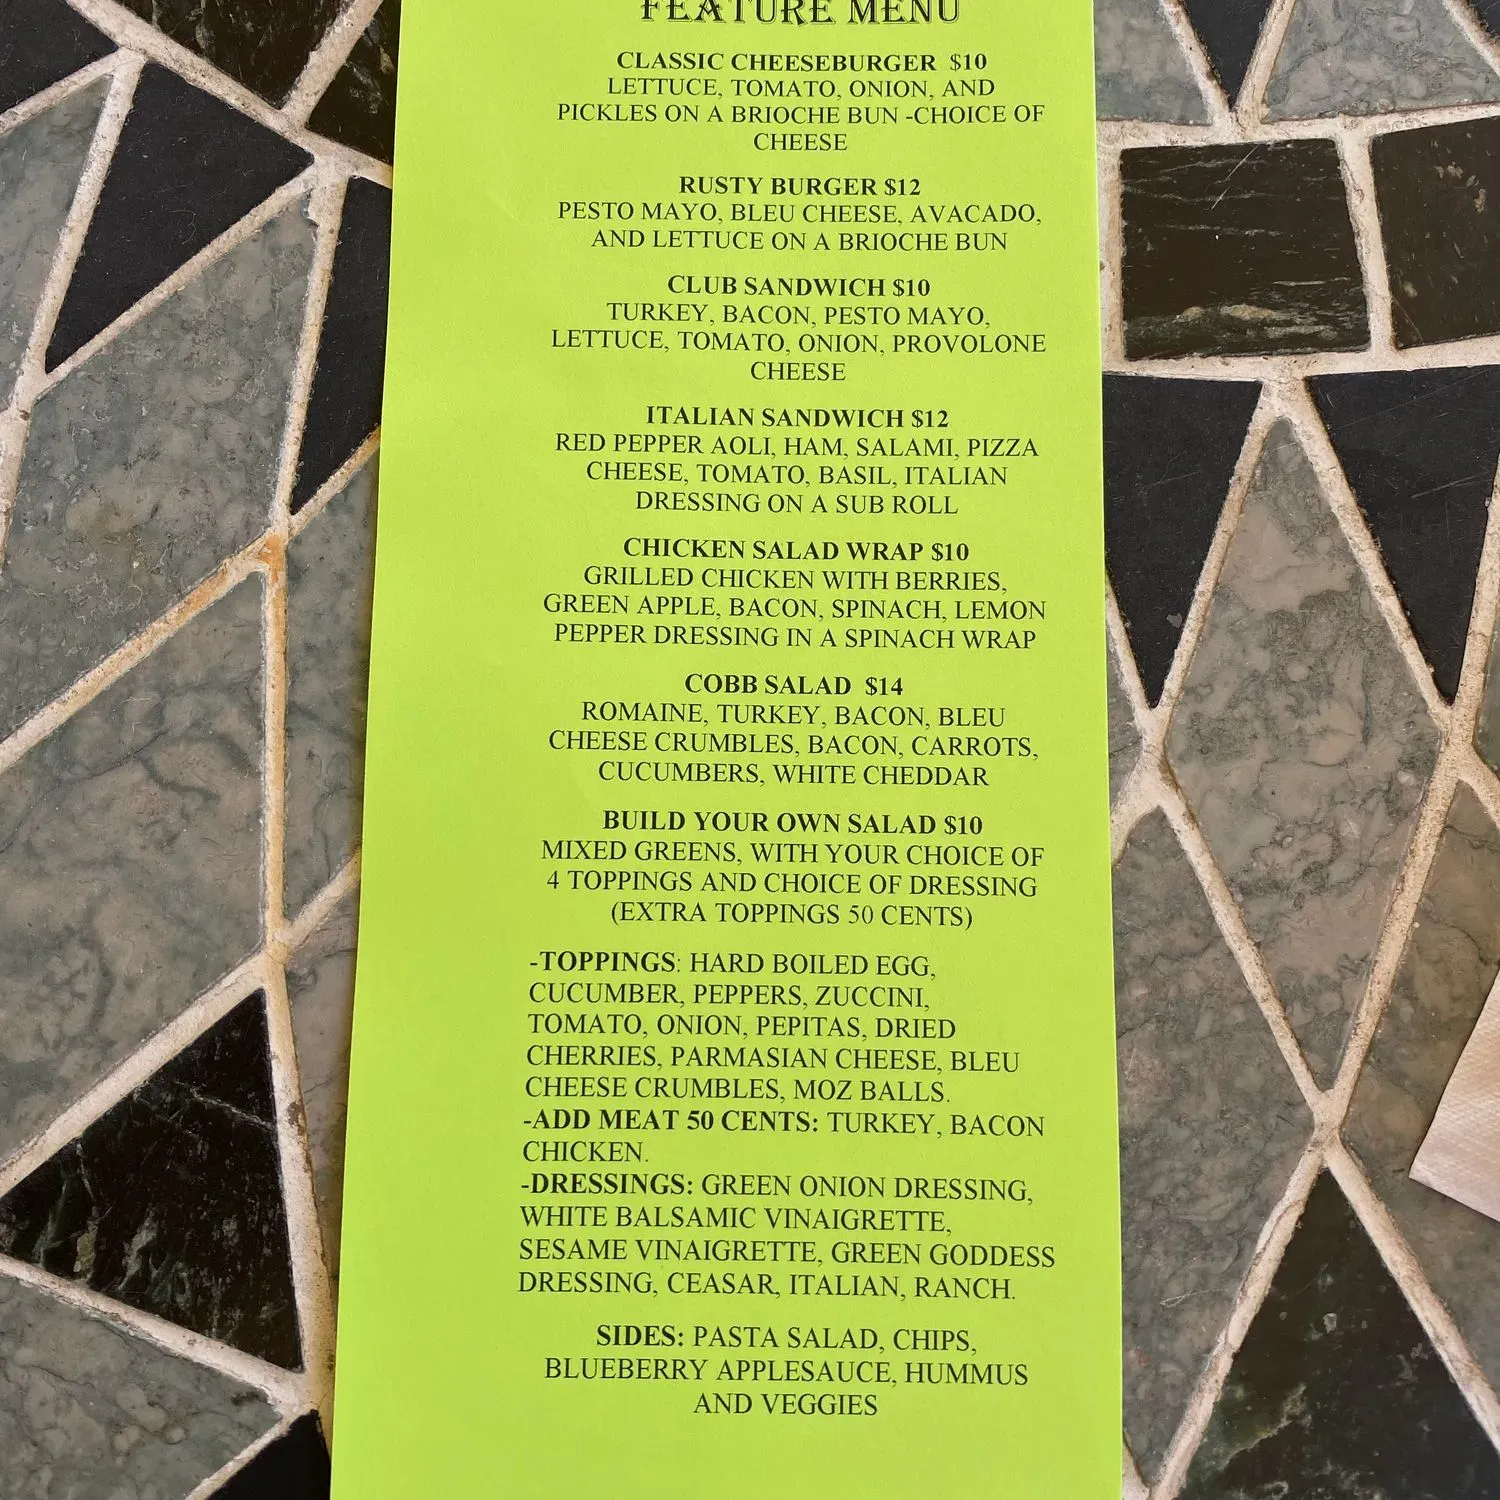 FEATURE MENU
CLASSIC CHEESEBURGER $10
LETTUCE, TOMATO, ONION, AND
PICKLES ON A BRIOCHE BUN -CHOICE OF
CHEESE
RUSTY BURGER $12
PESTO MAYO, BLEU CHEESE, AVACADO,
AND LETTUCE ON A BRIOCHE BUN
CLUB SANDWICH $10
TURKEY, BACON, PESTO MAYO,
LETTUCE, TOMATO, ONION, PROVOLONE
CHEESE
ITALIAN SANDWICH $12
RED PEPPER AOLI, HAM, SALAMI, PIZZA
CHEESE, TOMATO, BASIL, ITALIAN
DRESSING ON A SUB ROLL
CHICKEN SALAD WRAP $10
GRILLED CHICKEN WITH BERRIES,
GREEN APPLE, BACON, SPINACH, LEMON
PEPPER DRESSING IN A SPINACH WRAP
COBB SALAD $14
ROMAINE, TURKEY, BACON, BLEU
CHEESE CRUMBLES, BACON, CARROTS,
CUCUMBERS, WHITE CHEDDAR
BUILD YOUR OWN SALAD $10
MIXED GREENS, WITH YOUR CHOICE OF
4 TOPPINGS AND CHOICE OF DRESSING
(EXTRA TOPPINGS 50 CENTS)
-TOPPINGS: HARD BOILED EGG,
CUCUMBER, PEPPERS, ZUCCINI,
TOMATO, ONION, PEPITAS, DRIED
CHERRIES, PARMASIAN CHEESE, BLEU
CHEESE CRUMBLES, MOZ BALLS.
-ADD MEAT 50 CENTS: TURKEY, BACON
CHICKEN.
-DRESSINGS: GREEN ONION DRESSING,
WHITE BALSAMIC VINAIGRETTE,
SESAME VINAIGRETTE, GREEN GODDESS
DRESSING, CEASAR, ITALIAN, RANCH.
SIDES: PASTA SALAD, CHIPS,
BLUEBERRY APPLESAUCE, HUMMUS
AND VEGGIES